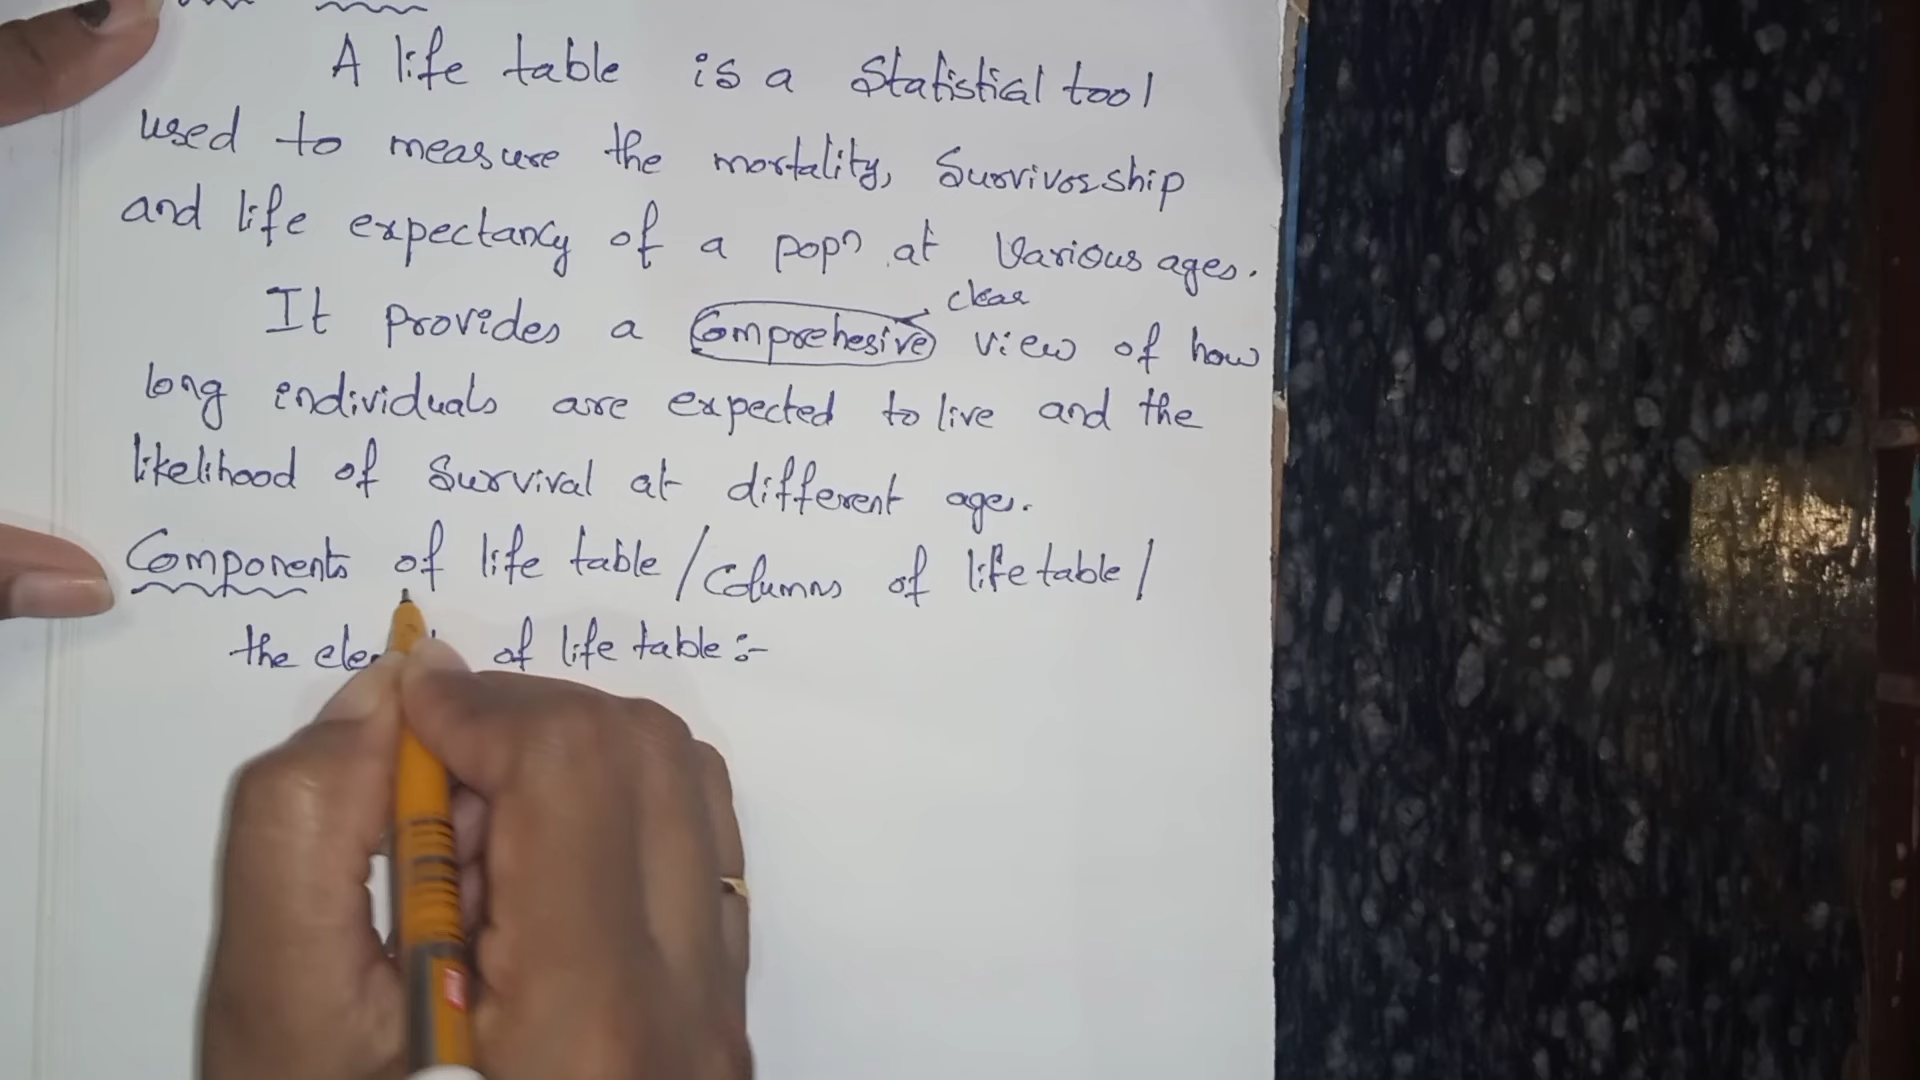 A life table is a Statistical tool
used to measure the mortality, Survivorship
and life expectancy of a popn at Various ages.
clear
It provides a Comprehesive view of how
long individuals are expected to live and the
likelihood of Survival at different ages.
Components of life table / Columns of life table /
the of life table :-